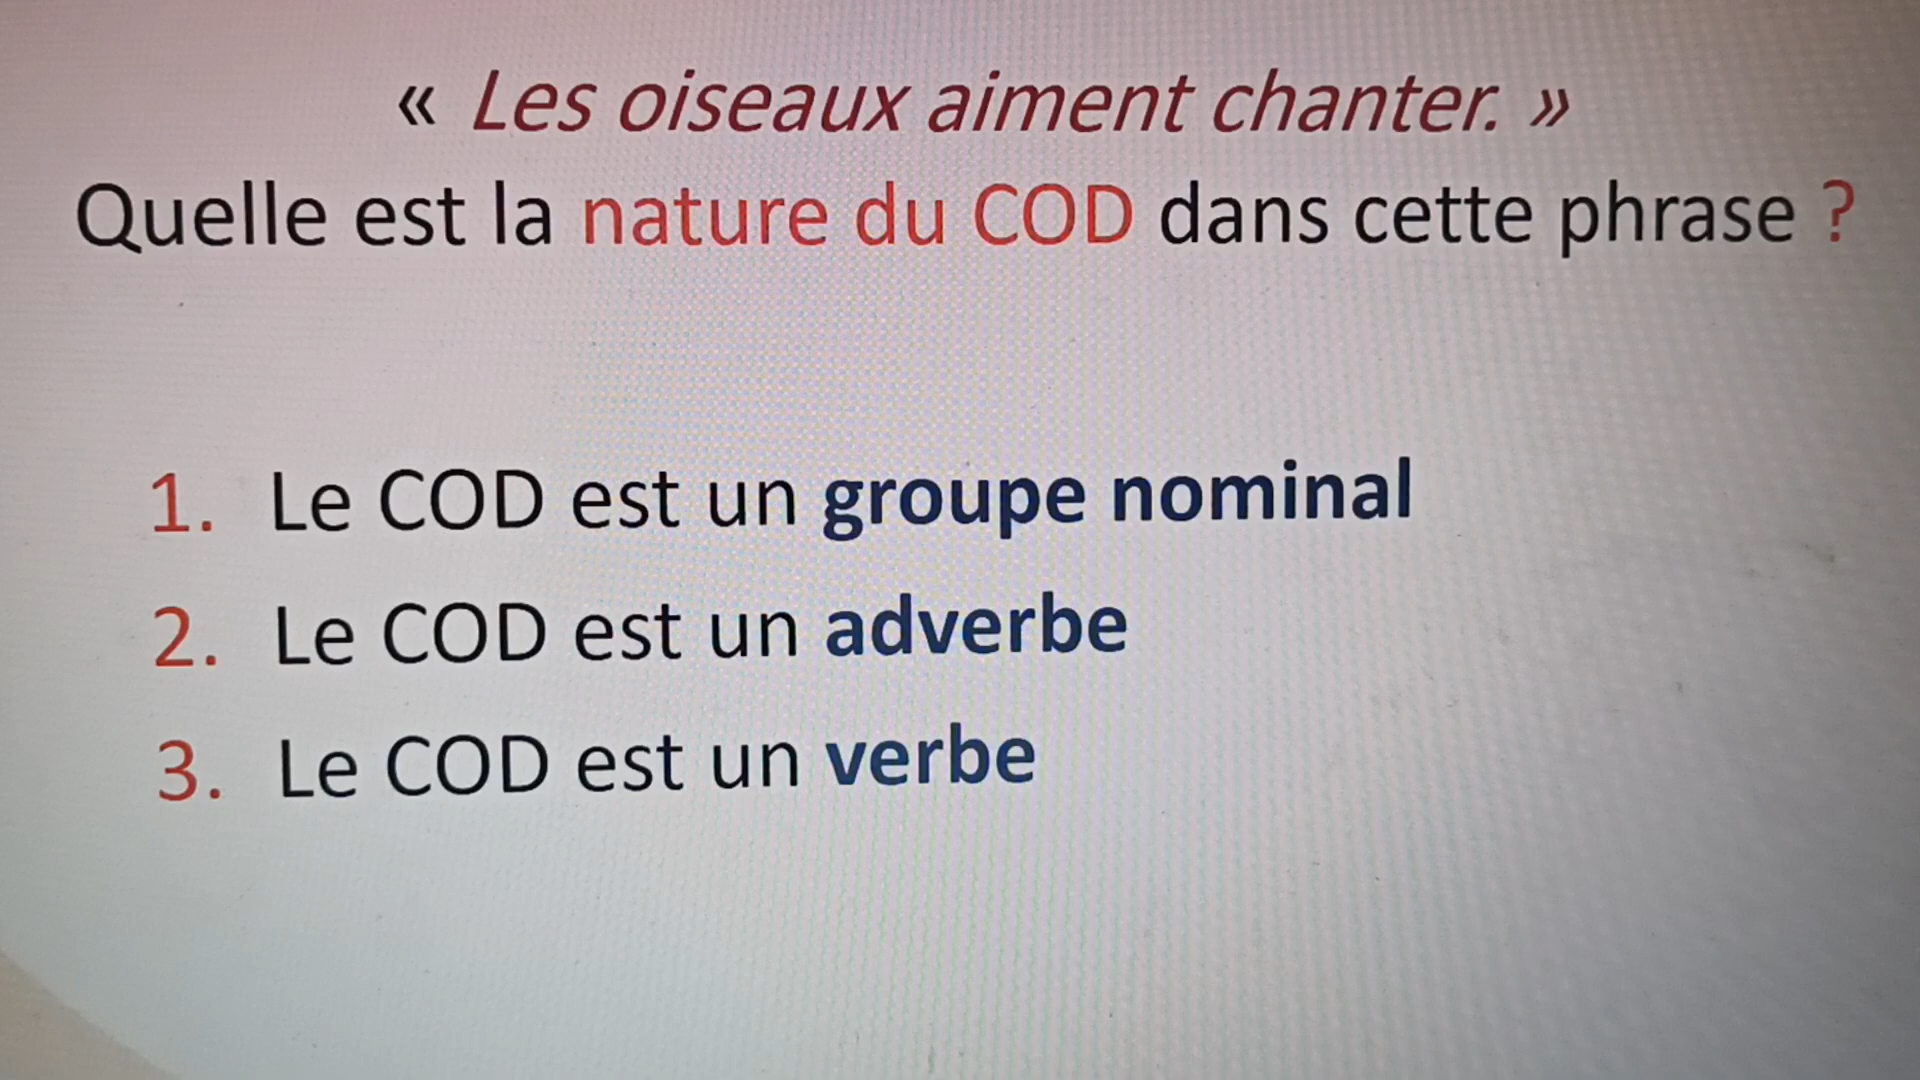 « Les oiseaux aiment chanter. »
Quelle est la nature du COD dans cette phrase ?
1. Le COD est un groupe nominal
2. Le COD est un adverbe
3. Le COD est un verbe